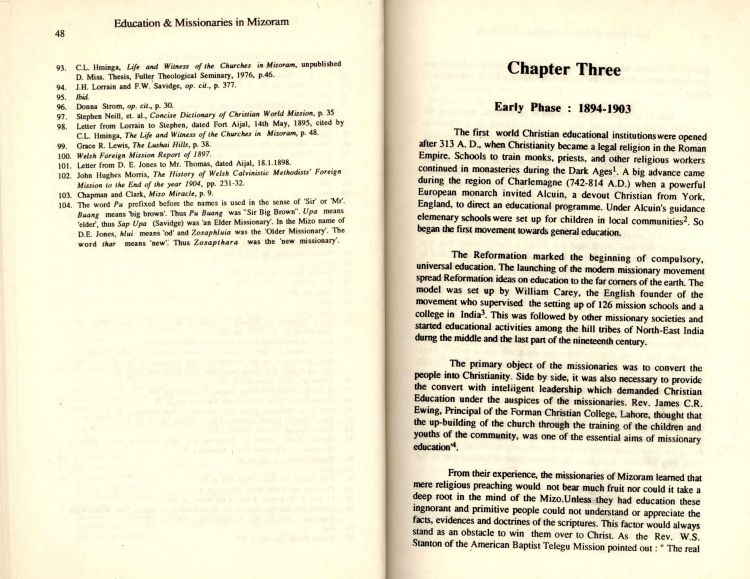 Education & Missionaries in Mizoram
48
93. C.L. Hminga, Life and Witness of the Churches in Mizoram, unpublished
D. Miss. Thesis, Fuller Theological Seminary, 1976, p.46.
94. J.H. Lorrain and F.W. Savidge, op. cit., p. 377.
95. Ibid.
96. Donna Strom, op. cit., p. 30.
97. Stephen Neill, et. al., Concise Dictionary of Christian World Mission, p. 35
98. Letter from Lorrain to Stephen, dated Fort Aijal, 14th May, 1895, cited by
C.L. Hminga, The Life and Witness of the Churches in Mizoram, p. 48.
99. Grace R. Lewis, The Lushai Hills, p. 38.
100. Welsh Foreign Mission Report of 1897.
101. Letter from D. E. Jones to Mr. Thomas, dated Aijal, 18.1.1898.
102. John Hughes Morris, The History of Welsh Calvinistic Methodists' Foreign
Mission to the End of the year 1904, pp. 231-32.
103. Chapman and Clark, Mizo Miracle, p. 9.
104. The word Pu prefixed before the names is used in the sense of 'Sir' or 'Mr'.
Buang means 'big brown'. Thus Pu Buang was "Sir Big Brown". Upa means
'elder', thus Sap Upa (Savidge) was 'an Elder Missionary'. In the Mizo name of
D.E. Jones, hlui means 'od' and Zosaphluia was the 'Older Missionary'. The
word thar means 'new'. Thus Zosapthara was the 'new missionary'.
Chapter Three
Early Phase : 1894-1903
The first world Christian educational institutions were opened
after 313 A. D., when Christianity became a legal religion in the Roman
Empire. Schools to train monks, priests, and other religious workers
continued in monasteries during the Dark Ages¹. A big advance came
during the region of Charlemagne (742-814 A.D.) when a powerful
European monarch invited Alcuin, a devout Christian from York,
England, to direct an educational programme. Under Alcuin's guidance
elemenary schools were set up for children in local communities². So
began the first movement towards general education.
The Reformation marked the beginning of compulsory,
universal education. The launching of the modern missionary movement
spread Reformation ideas on education to the far corners of the earth. The
model was set up by William Carey, the English founder of the
movement who supervised the setting up of 126 mission schools and a
college in India³. This was followed by other missionary societies and
started educational activities among the hill tribes of North-East India
durng the middle and the last part of the nineteenth century.
The primary object of the missionaries was to convert the
people into Christianity. Side by side, it was also necessary to provide
the convert with intelligent leadership which demanded Christian
Education under the auspices of the missionaries. Rev. James C.R.
Ewing, Principal of the Forman Christian College, Lahore, thought that
the up-building of the church through the training of the children and
youths of the community, was one of the essential aims of missionary
education'⁴.
From their experience, the missionaries of Mizoram learned that
mere religious preaching would not bear much fruit nor could it take a
deep root in the mind of the Mizo.Unless they had education these
ingnorant and primitive people could not understand or appreciate the
facts, evidences and doctrines of the scriptures. This factor would always
stand as an obstacle to win them over to Christ. As the Rev. W.S.
Stanton of the American Baptist Telegu Mission pointed out : " The real